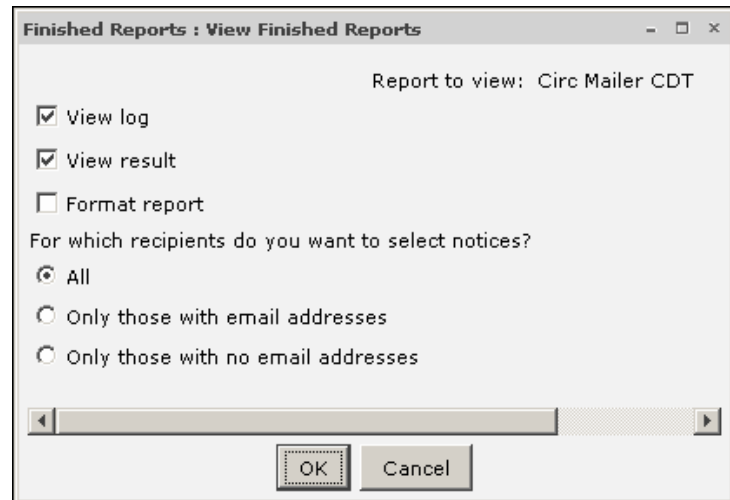 Finished Reports : View Finished Reports
Report to view: Circ Mailer CDT
View log
View result
Format report
For which recipients do you want to select notices?
All
Only those with email addresses
Only those with no email addresses
OK Cancel